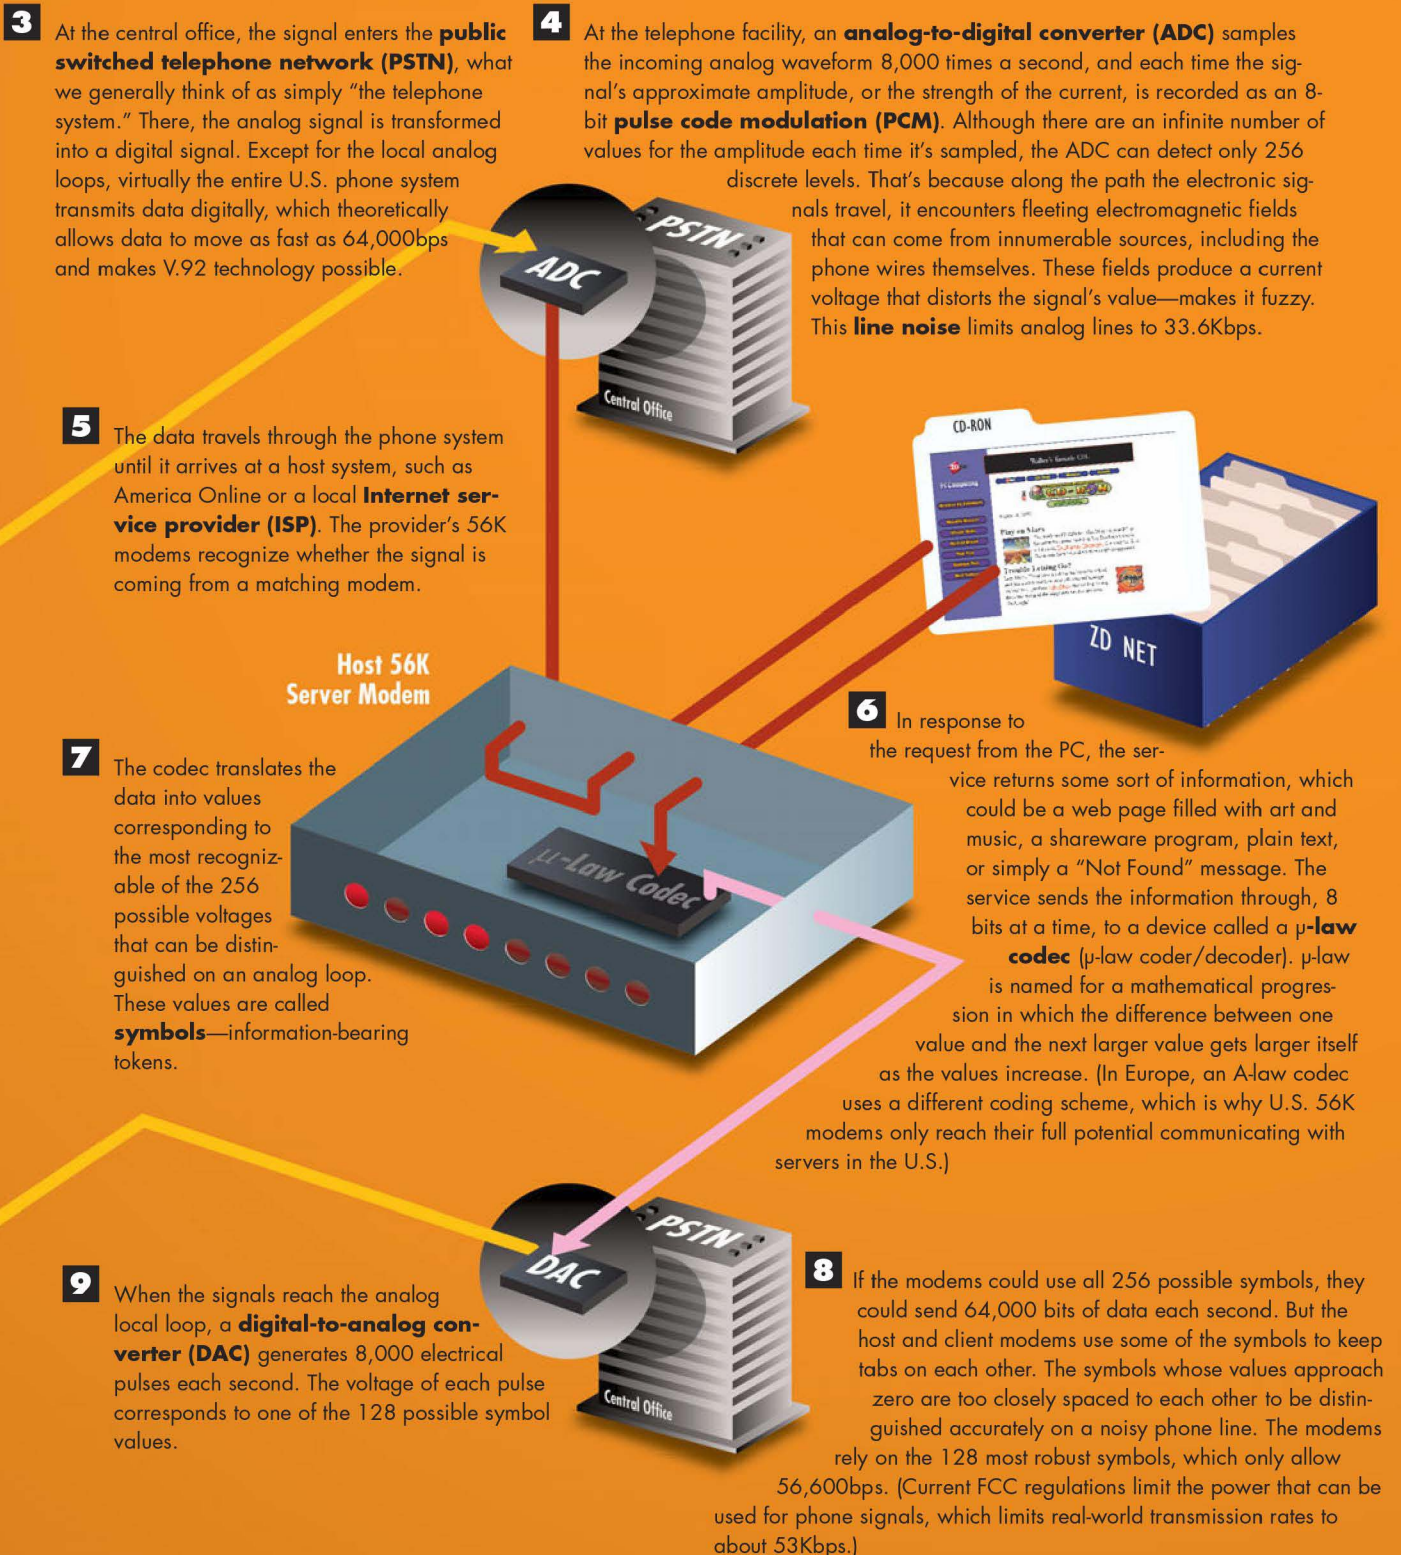 3
At the central office, the signal enters the public
switched telephone network (PSTN), what
we generally think of as simply “the telephone
system.” There, the analog signal is transformed
into a digital signal. Except for the local analog
loops, virtually the entire U.S. phone system
transmits data digitally, which theoretically
allows data to move as fast as 64,000bps
and makes V.92 technology possible.
4
At the telephone facility, an analog-to-digital converter (ADC) samples
the incoming analog waveform 8,000 times a second, and each time the sig-
nal’s approximate amplitude, or the strength of the current, is recorded as an 8-
bit pulse code modulation (PCM). Although there are an infinite number of
values for the amplitude each time it’s sampled, the ADC can detect only 256
discrete levels. That’s because along the path the electronic sig-
nals travel, it encounters fleeting electromagnetic fields
that can come from innumerable sources, including the
phone wires themselves. These fields produce a current
voltage that distorts the signal’s value—makes it fuzzy.
This line noise limits analog lines to 33.6Kbps.
PSTN
ADC
Central Office
5
The data travels through the phone system
until it arrives at a host system, such as
America Online or a local Internet ser-
vice provider (ISP). The provider’s 56K
modems recognize whether the signal is
coming from a matching modem.
CD-RON
Play on Mars
Trouble Letting Go?
ZD NET
Host 56K
Server Modem
6
In response to
the request from the PC, the ser-
vice returns some sort of information, which
could be a web page filled with art and
music, a shareware program, plain text,
or simply a “Not Found” message. The
service sends the information through, 8
bits at a time, to a device called a µ-law
codec (µ-law coder/decoder). µ-law
is named for a mathematical progres-
sion in which the difference between one
value and the next larger value gets larger itself
as the values increase. (In Europe, an A-law codec
uses a different coding scheme, which is why U.S. 56K
modems only reach their full potential communicating with
servers in the U.S.)
7
The codec translates the
data into values
corresponding to
the most recogniz-
able of the 256
possible voltages
that can be distin-
guished on an analog loop.
These values are called
symbols—information-bearing
tokens.
µ-Law Codec
PSTN
DAC
Central Office
8
If the modems could use all 256 possible symbols, they
could send 64,000 bits of data each second. But the
host and client modems use some of the symbols to keep
tabs on each other. The symbols whose values approach
zero are too closely spaced to each other to be distin-
guished accurately on a noisy phone line. The modems
rely on the 128 most robust symbols, which only allow
56,600bps. (Current FCC regulations limit the power that can be
used for phone signals, which limits real-world transmission rates to
about 53Kbps.)
9
When the signals reach the analog
local loop, a digital-to-analog con-
verter (DAC) generates 8,000 electrical
pulses each second. The voltage of each pulse
corresponds to one of the 128 possible symbol
values.